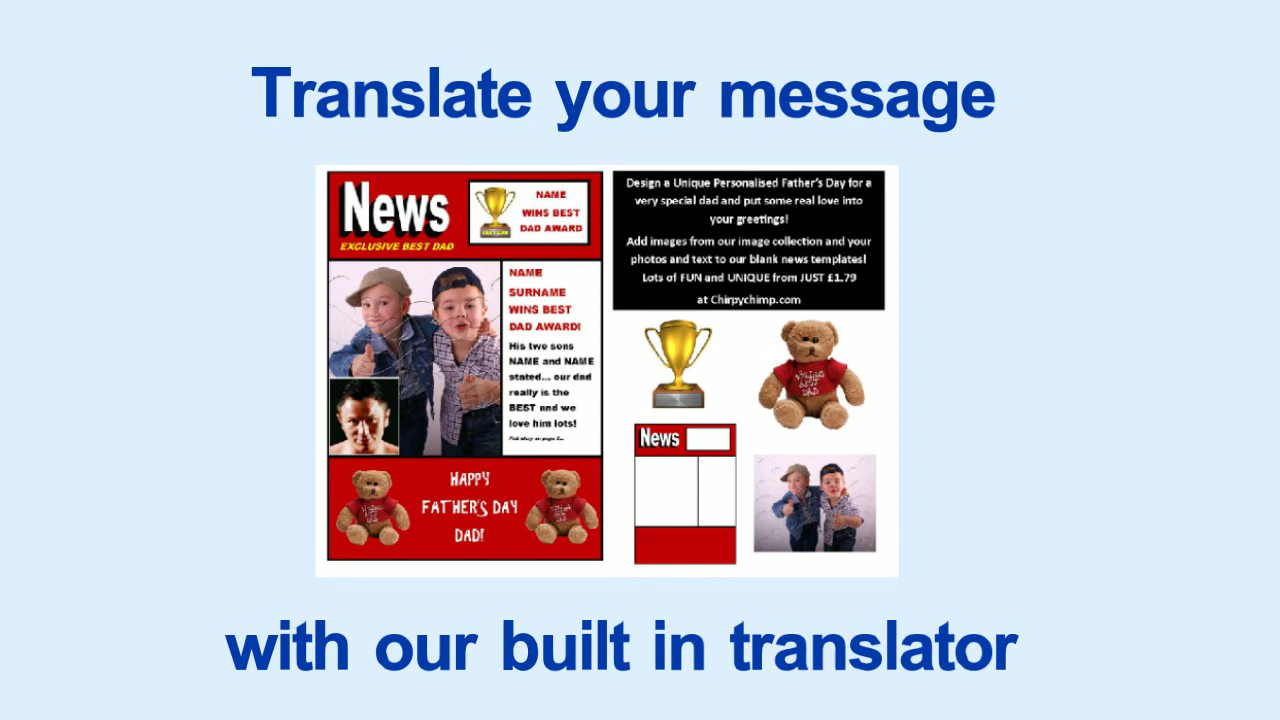 Translate your message
News
EXCLUSIVE BEST DAD
NAME
WINS BEST
DAD AWARD
NAME
SURNAME
WINS BEST
DAD AWARD!
His two sons
NAME and NAME
stated... our dad
really is the
BEST and we
love him lots!
HAPPY
FATHER'S DAY
DAD!
Design a Unique Personalised Father's Day for a
very special dad and put some real love into
your greetings!
Add images from our image collection and your
photos and text to our blank news templates!
Lots of FUN and UNIQUE from JUST £1.79
at Chirpychimp.com
News
with our built in translator